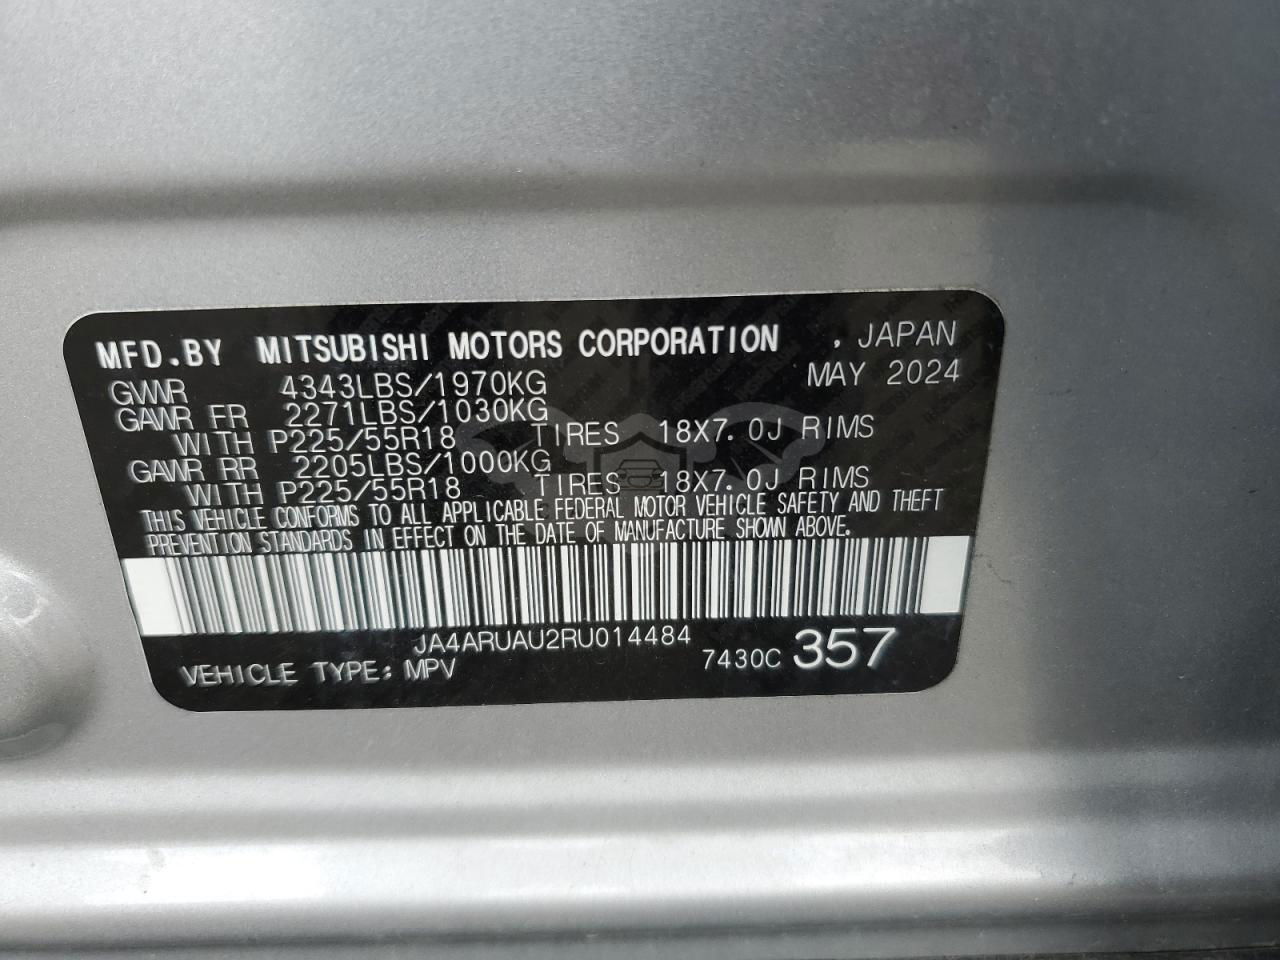 MFD.BY MITSUBISHI MOTORS CORPORATION , JAPAN
GVWR 4343LBS/1970KG MAY 2024
GAWR FR 2271LBS/1030KG
WITH P225/55R18 TIRES 18X7.0J RIMS
GAWR RR 2205LBS/1000KG
WITH P225/55R18 TIRES 18X7.0J RIMS
THIS VEHICLE CONFORMS TO ALL APPLICABLE FEDERAL MOTOR VEHICLE SAFETY AND THEFT
PREVENTION STANDARDS IN EFFECT ON THE DATE OF MANUFACTURE SHOWN ABOVE.
JA4ARUAU2RU014484
VEHICLE TYPE: MPV 7430C 357